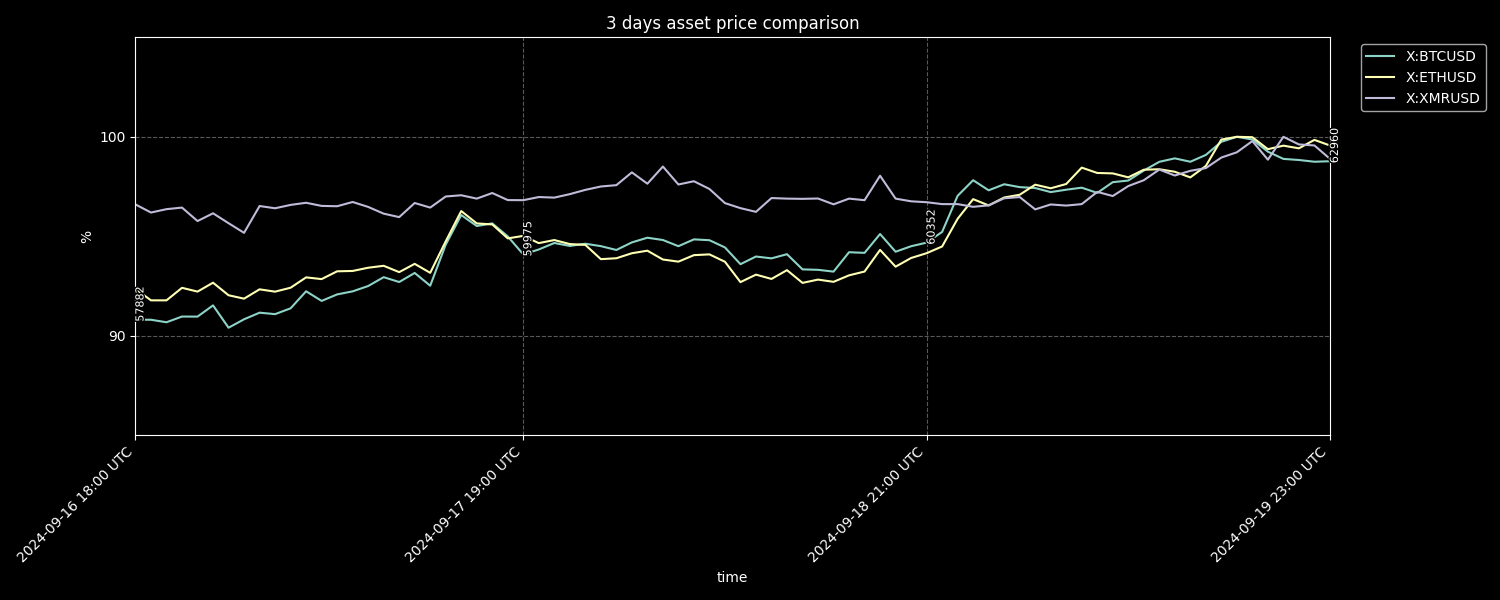 3 days asset price comparison
X:BTCUSD
X:ETHUSD
X:XMRUSD
%
100
90
57882
59975
60352
62960
2024-09-16 18:00 UTC
2024-09-17 19:00 UTC
2024-09-18 21:00 UTC
2024-09-19 23:00 UTC
time